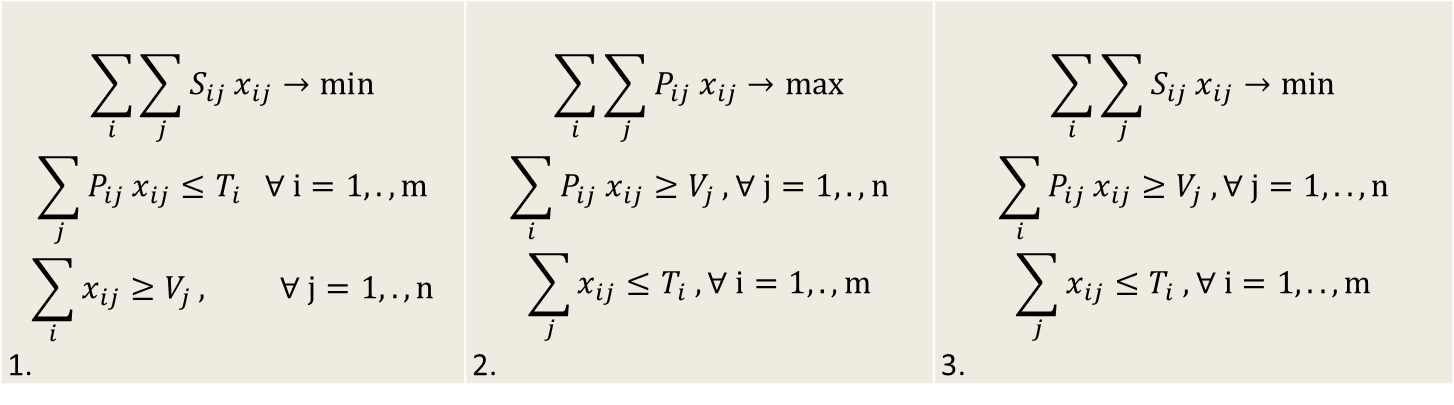 ∑_i ∑_j S_ij x_ij → min
∑_j P_ij x_ij ≤ T_i ∀ i = 1,.,m
∑_i x_ij ≥ V_j , ∀ j = 1,.,n
1.
∑_i ∑_j P_ij x_ij → max
∑_i P_ij x_ij ≥ V_j , ∀ j = 1,.,n
∑_j x_ij ≤ T_i , ∀ i = 1,.,m
2.
∑_i ∑_j S_ij x_ij → min
∑_i P_ij x_ij ≥ V_j , ∀ j = 1,..,n
∑_j x_ij ≤ T_i , ∀ i = 1,..,m
3.